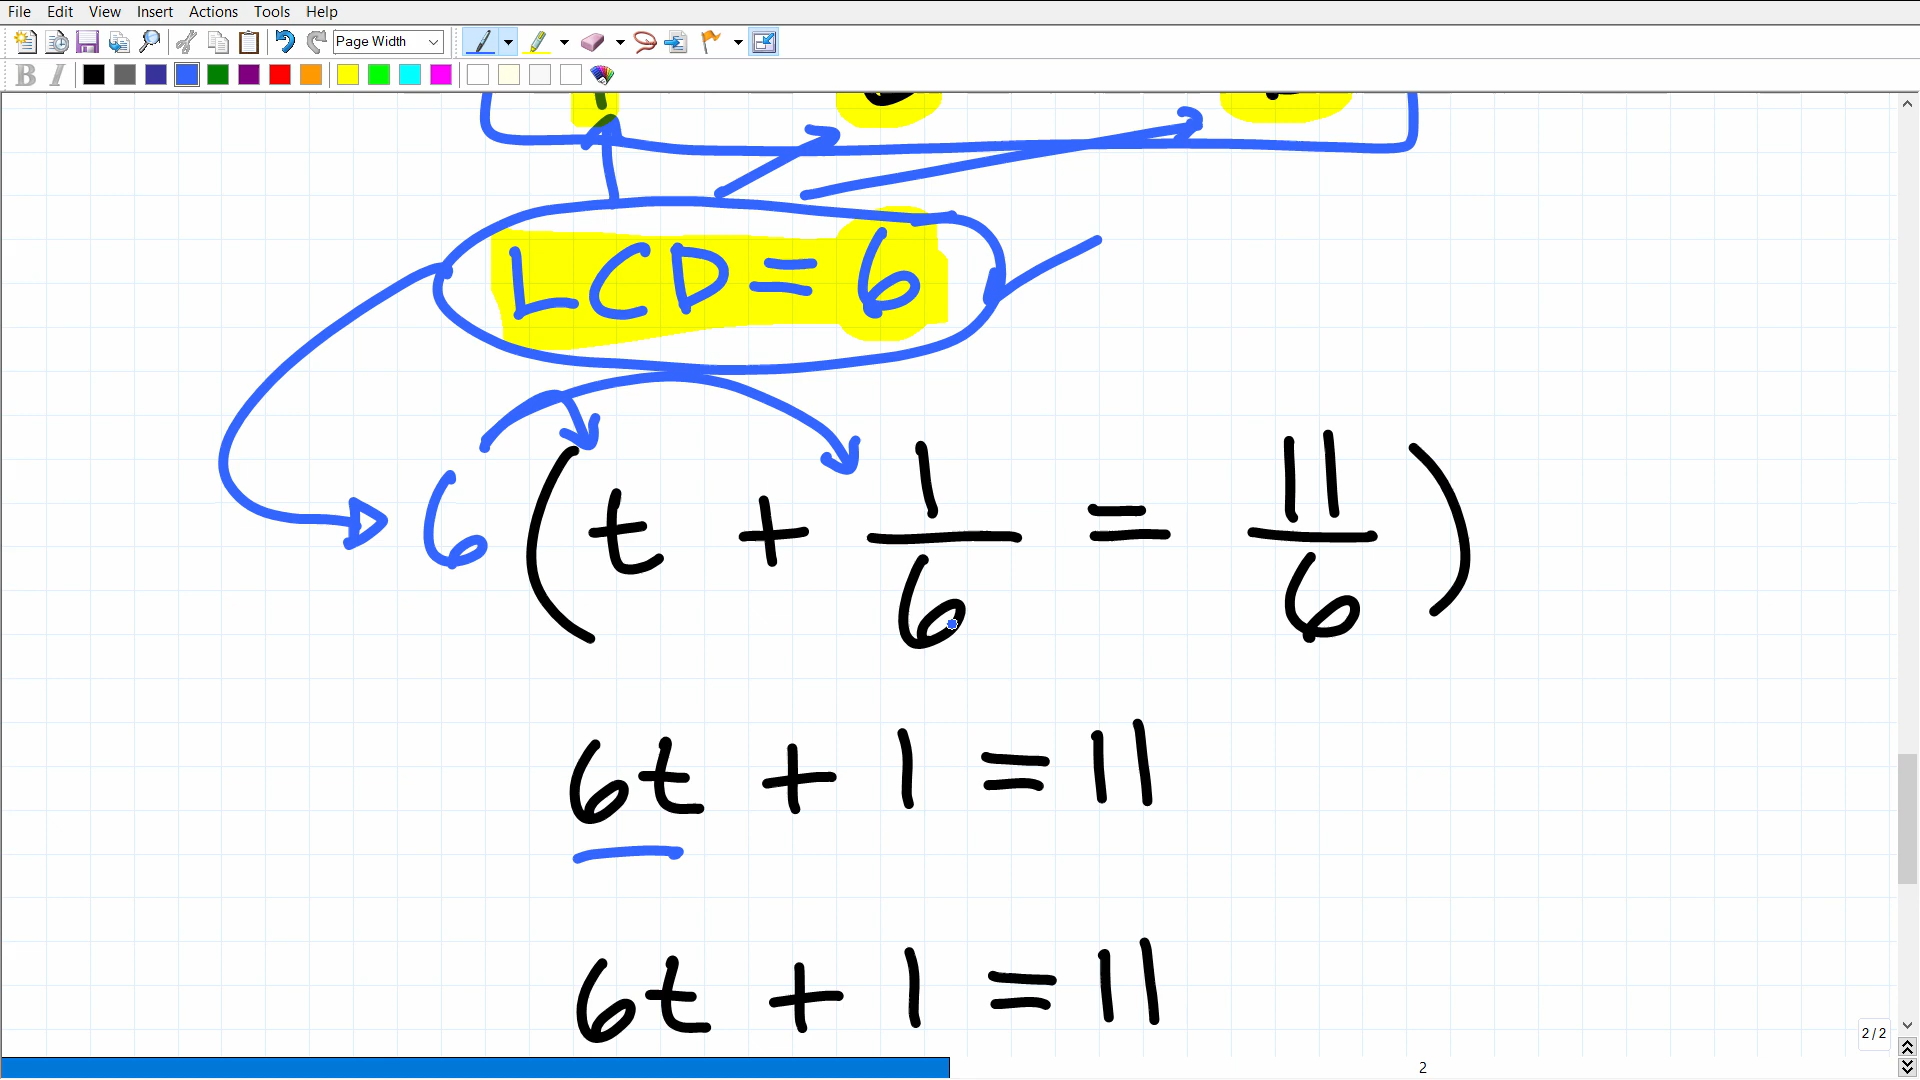 File Edit View Insert Actions Tools Help
Page Width
B I
LCD = 6
6 ( t + 1/6 = 11/6 )
6t + 1 = 11
6t + 1 = 11
2 / 2
2